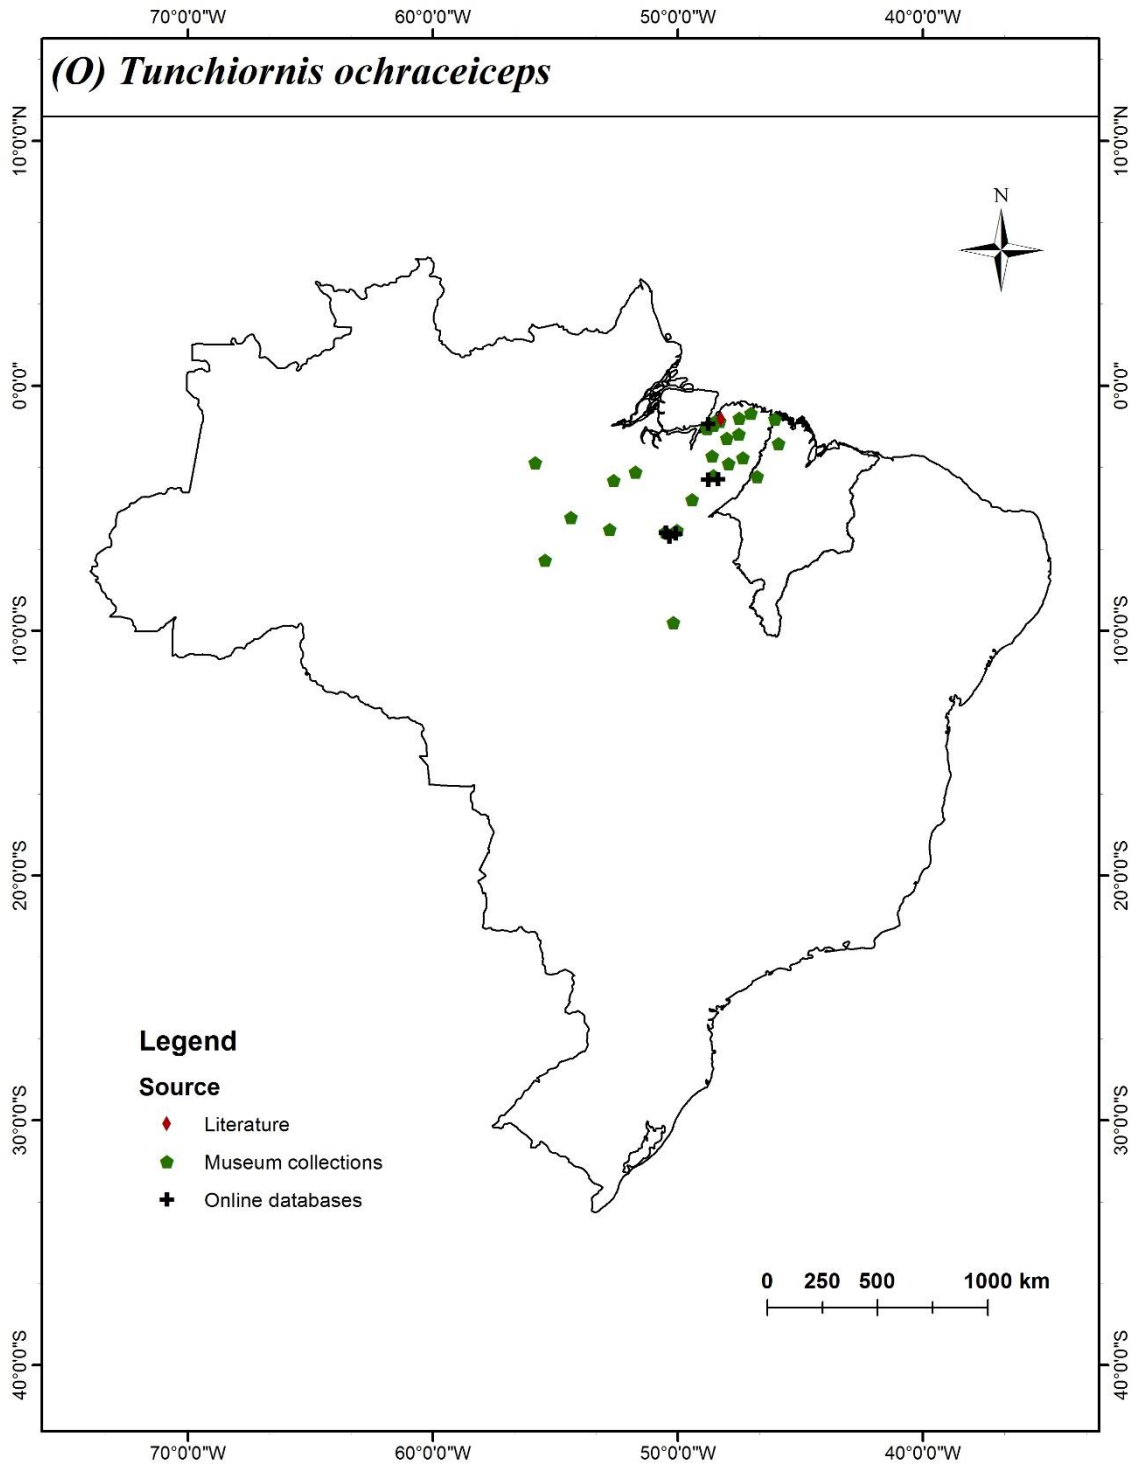 70°0'0"W 60°0'0"W 50°0'0"W 40°0'0"W
(O) Tunchiornis ochraceiceps
10°0'0"N 10°0'0"N
N
0°0'0" 0°0'0"
10°0'0"S 10°0'0"S
20°0'0"S 20°0'0"S
Legend
Source
30°0'0"S 30°0'0"S
Literature
Museum collections
Online databases
0 250 500 1000 km
40°0'0"S 40°0'0"S
70°0'0"W 60°0'0"W 50°0'0"W 40°0'0"W